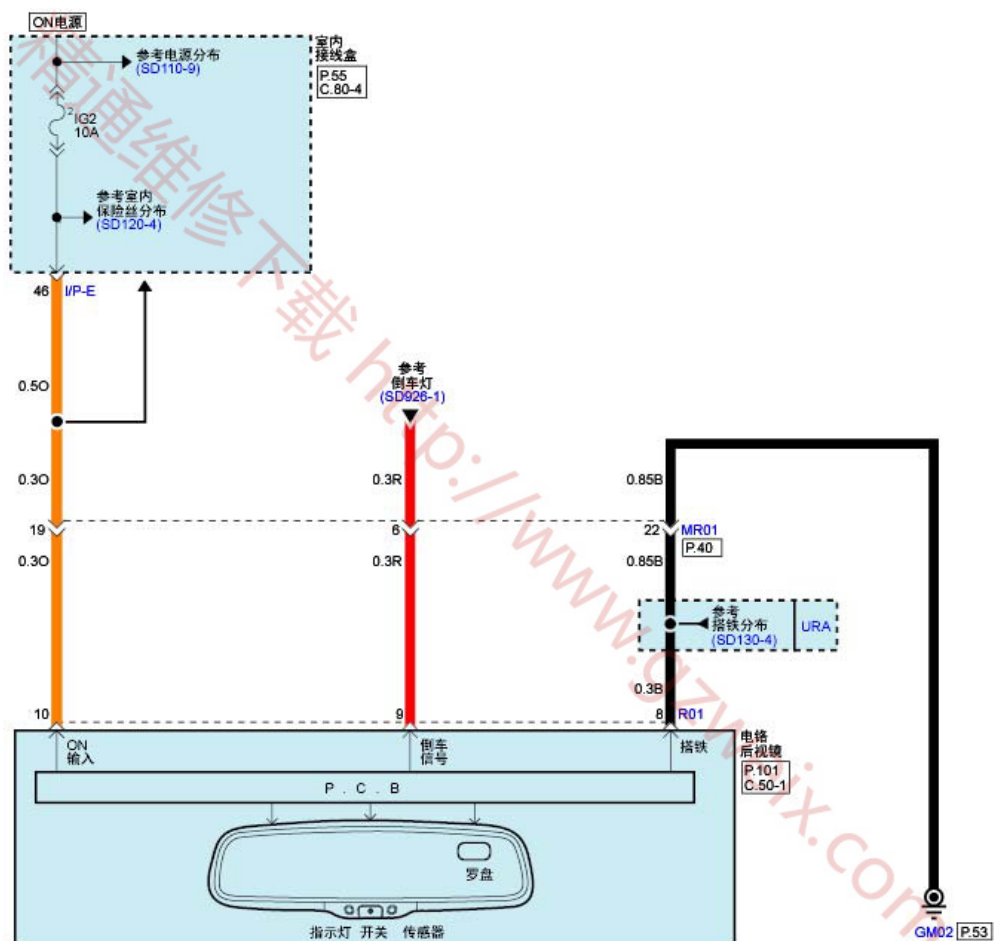 ON电源
参考电源分布
(SD110-9)
室内
接线盒
P.55
C.80-4
2
IG2
10A
参考室内
保险丝分布
(SD120-4)
46
I/P-E
0.5O
参考
倒车灯
(SD926-1)
0.3O
0.3R
0.85B
19
6
22
MR01
P.40
0.3O
0.3R
0.85B
参考
搭铁分布
(SD130-4)
URA
0.3B
10
9
8
R01
ON
输入
倒车
信号
搭铁
电铬
后视镜
P.101
C.50-1
P . C . B
罗盘
指示灯 开关 传感器
GM02
P.53
精通维修下载 http://www.gzweix.com